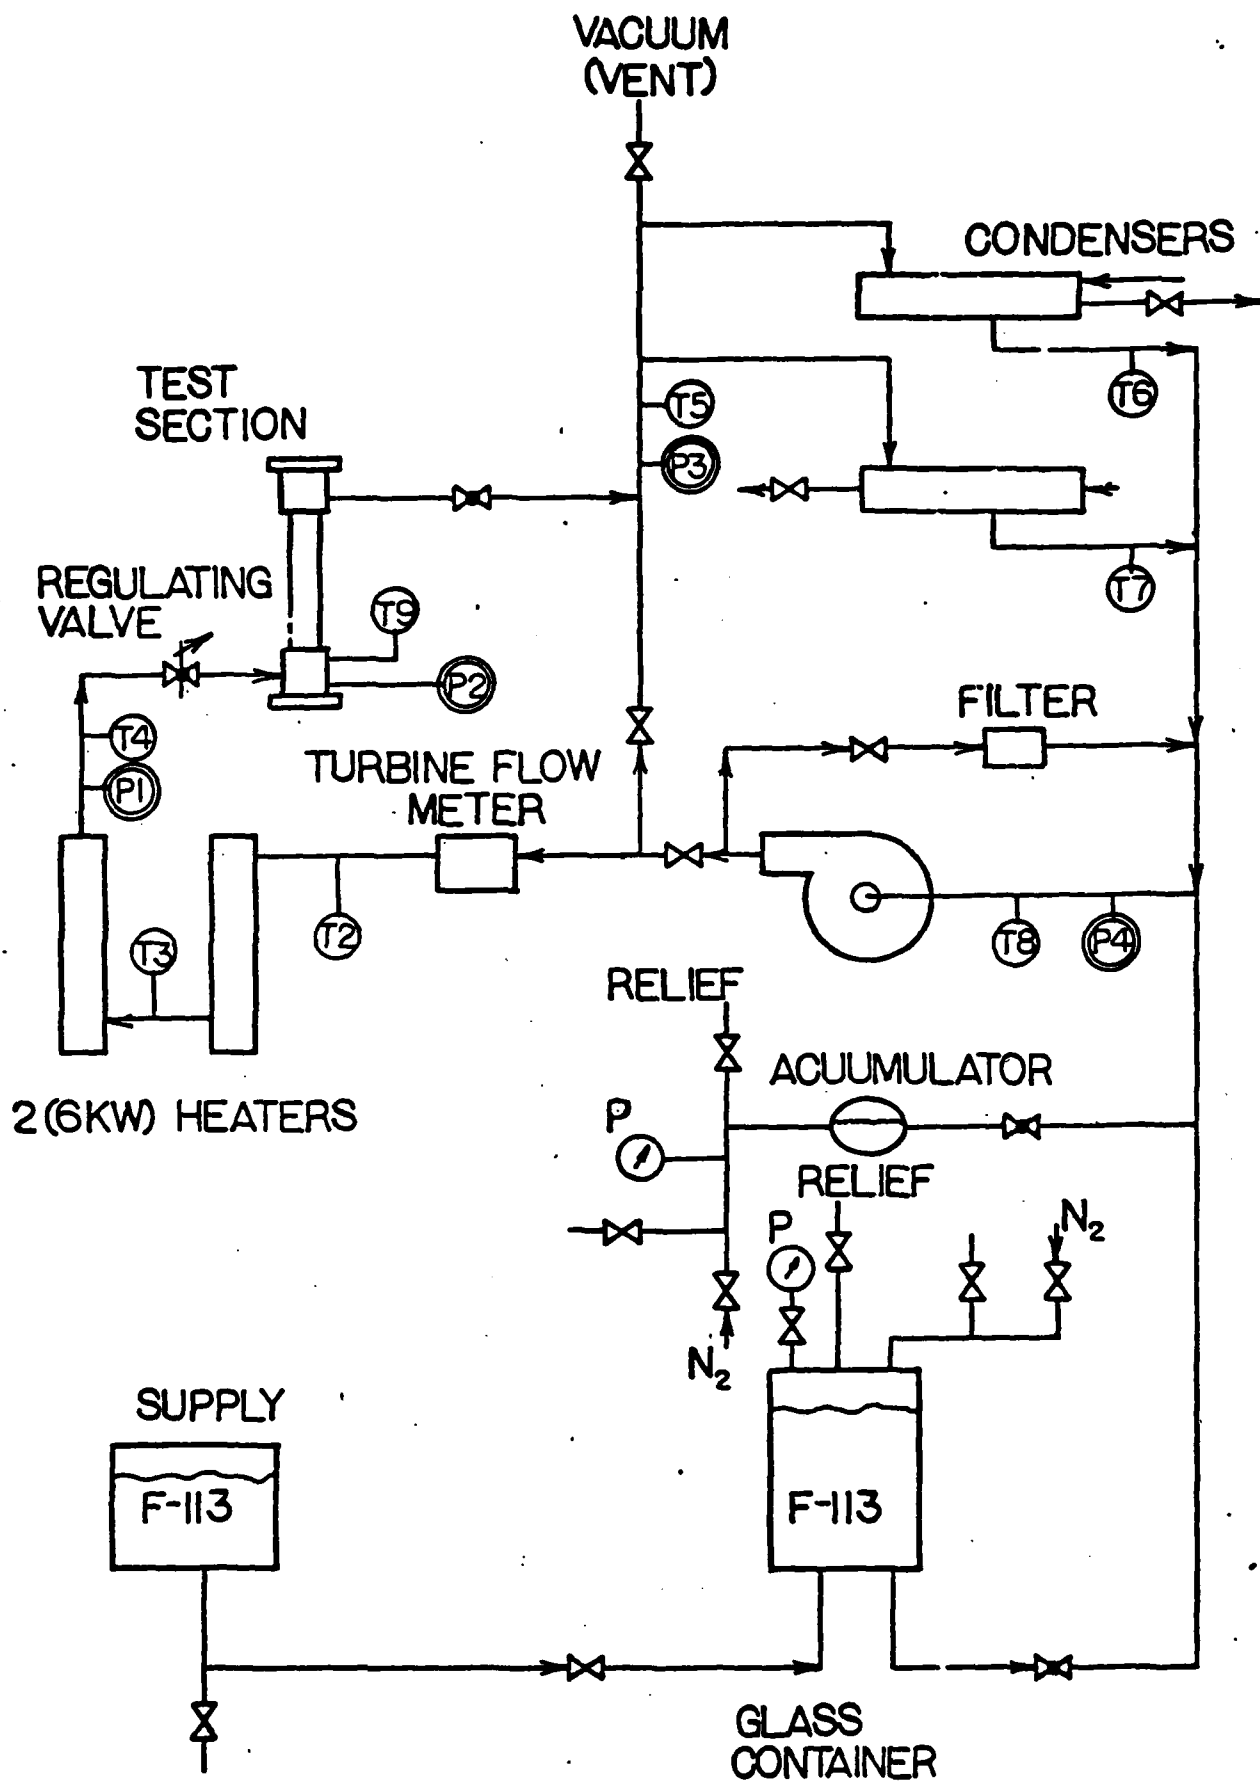 VACUUM
(VENT)
CONDENSERS
T6
TEST
SECTION
T5
P3
REGULATING
VALVE
T9
T7
P2
FILTER
T4
P1
TURBINE FLOW
METER
T3
T2
T8
P4
RELIEF
2(6KW) HEATERS
ACUUMULATOR
P
RELIEF
P
N2
N2
SUPPLY
F-113
F-113
GLASS
CONTAINER